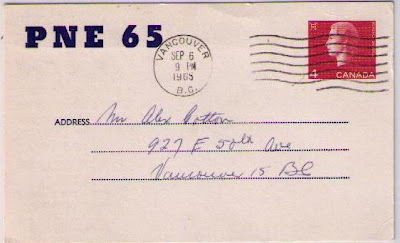 PNE 65
VANCOUVER
SEP 6
9 PM
1965
B.C.
4
CANADA
ADDRESS Mr Alex Botton
927 E 50th Ave
Vancouver 15 BC